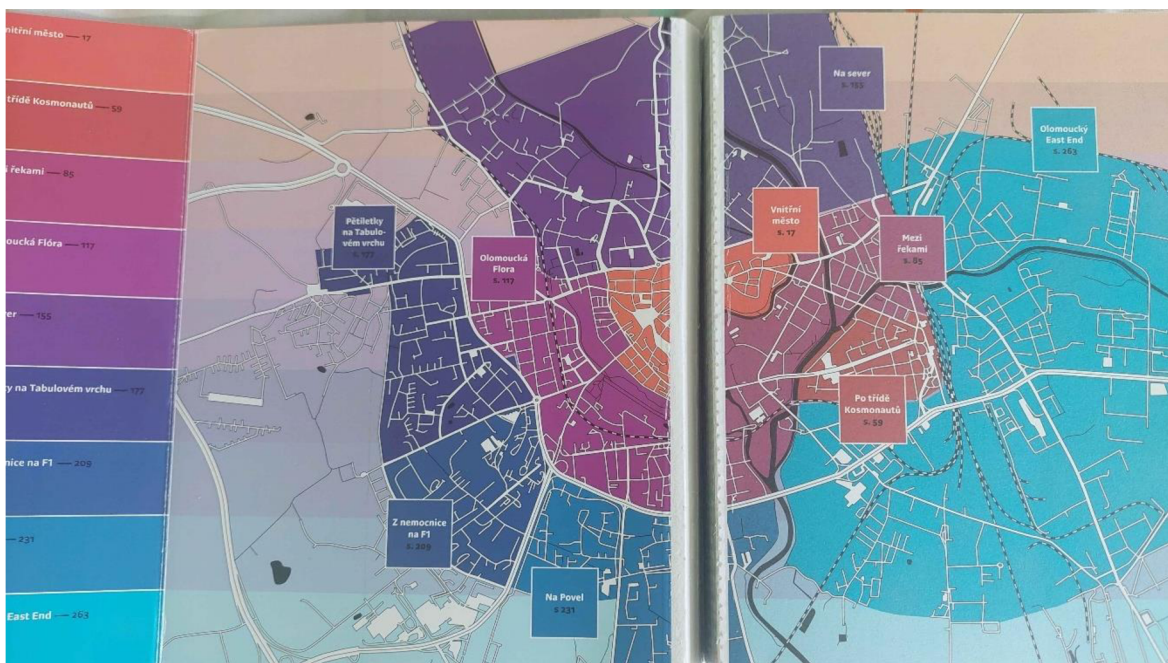 nitřní město — 17
třídě Kosmonautů — 59
řekami — 85
oucká Flóra — 117
ver — 155
ky na Tabulovém vrchu — 177
nice na F1 — 209
— 231
East End — 263
Pětiletky
na Tabulo-
vém vrchu
s. 177
Olomoucká
Flora
s. 117
Z nemocnice
na F1
s. 209
Na Povel
s 231
Na sever
s. 155
Olomoucký
East End
s. 263
Vnitřní
město
s. 17
Mezi
řekami
s. 85
Po třídě
Kosmonautů
s. 59